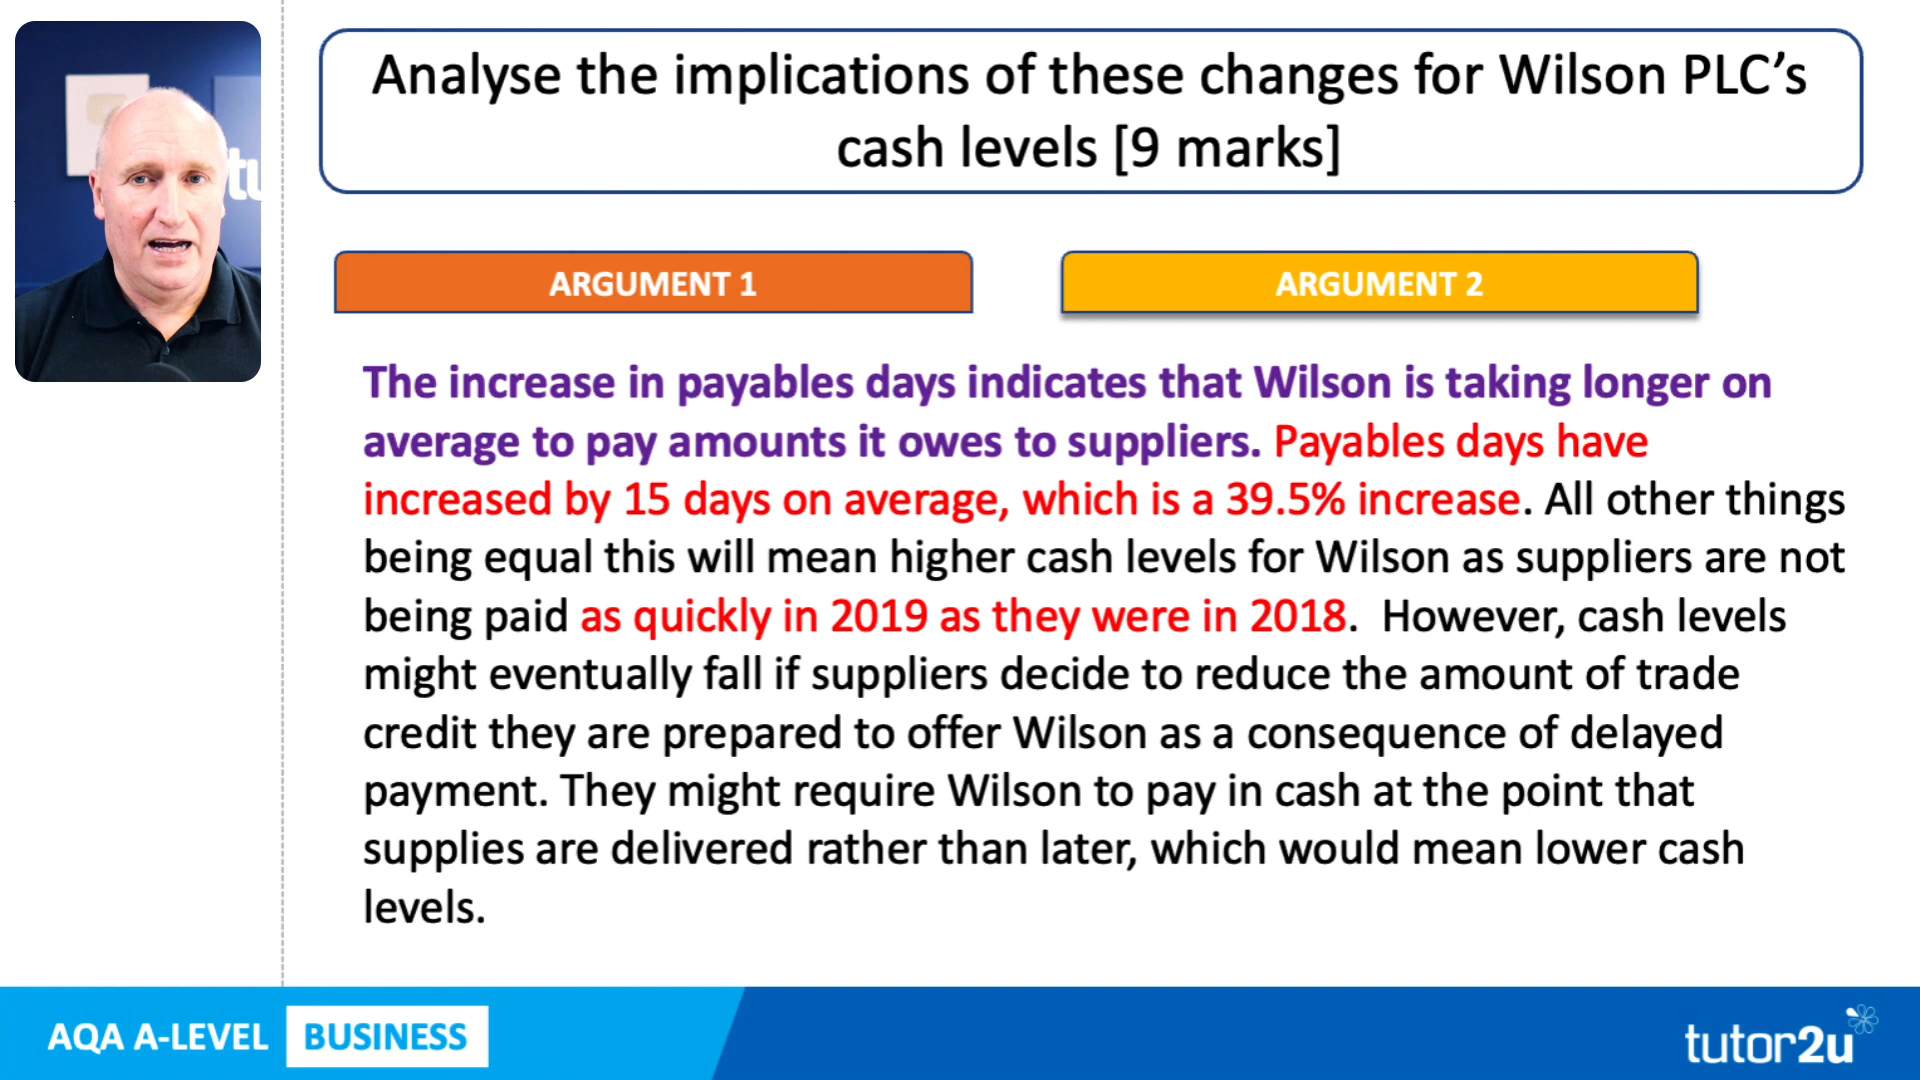 Analyse the implications of these changes for Wilson PLC’s
cash levels [9 marks]
ARGUMENT 1
ARGUMENT 2
The increase in payables days indicates that Wilson is taking longer on
average to pay amounts it owes to suppliers. Payables days have
increased by 15 days on average, which is a 39.5% increase. All other things
being equal this will mean higher cash levels for Wilson as suppliers are not
being paid as quickly in 2019 as they were in 2018.  However, cash levels
might eventually fall if suppliers decide to reduce the amount of trade
credit they are prepared to offer Wilson as a consequence of delayed
payment. They might require Wilson to pay in cash at the point that
supplies are delivered rather than later, which would mean lower cash
levels.
tu
AQA A-LEVEL BUSINESS
tutor2u